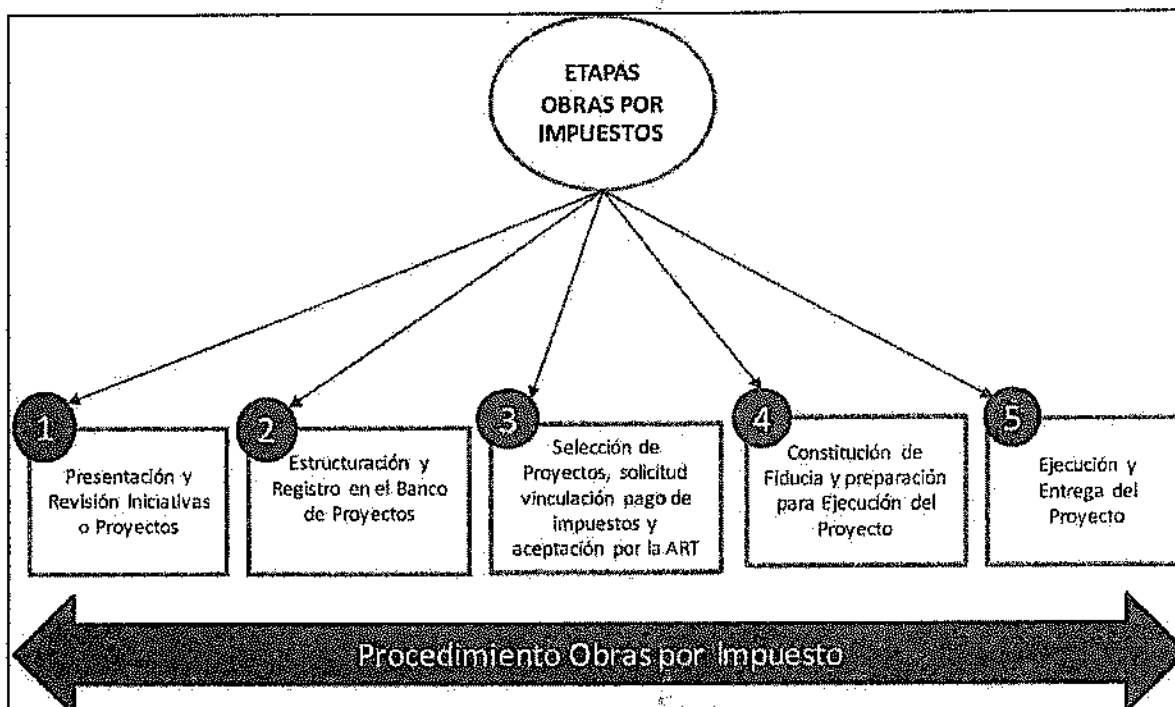 ETAPAS
OBRAS POR
IMPUESTOS
1
Presentación y
Revisión Iniciativas
o Proyectos
2
Estructuración y
Registro en el Banco
de Proyectos
3
Selección de
Proyectos, solicitud
vinculación pago de
impuestos y
aceptación por la ART
4
Constitución de
Fiducia y preparación
para Ejecución del
Proyecto
5
Ejecución y
Entrega del
Proyecto
Procedimiento Obras por Impuesto